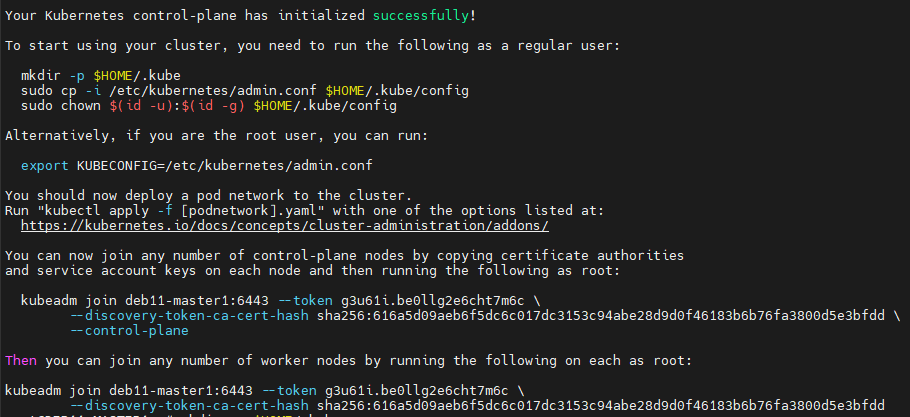 Your Kubernetes control-plane has initialized successfully!
To start using your cluster, you need to run the following as a regular user:
mkdir -p $HOME/.kube
sudo cp -i /etc/kubernetes/admin.conf $HOME/.kube/config
sudo chown $(id -u):$(id -g) $HOME/.kube/config
Alternatively, if you are the root user, you can run:
export KUBECONFIG=/etc/kubernetes/admin.conf
You should now deploy a pod network to the cluster.
Run "kubectl apply -f [podnetwork].yaml" with one of the options listed at:
https://kubernetes.io/docs/concepts/cluster-administration/addons/
You can now join any number of control-plane nodes by copying certificate authorities
and service account keys on each node and then running the following as root:
kubeadm join deb11-master1:6443 --token g3u61i.be0llg2e6cht7m6c \
--discovery-token-ca-cert-hash sha256:616a5d09aeb6f5dc6c017dc3153c94abe28d9d0f46183b6b76fa3800d5e3bfdd \
--control-plane
Then you can join any number of worker nodes by running the following on each as root:
kubeadm join deb11-master1:6443 --token g3u61i.be0llg2e6cht7m6c \
--discovery-token-ca-cert-hash sha256:616a5d09aeb6f5dc6c017dc3153c94abe28d9d0f46183b6b76fa3800d5e3bfdd